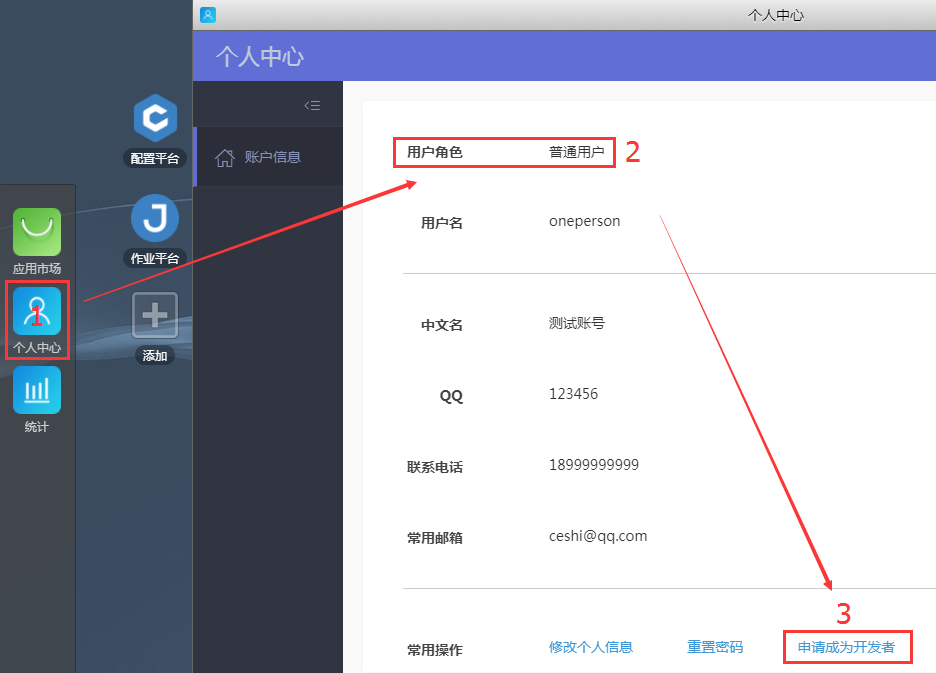 个人中心
个人中心
账户信息
配置平台
作业平台
添加
应用市场
1
个人中心
统计
用户角色 普通用户 2
用户名 oneperson
中文名 测试账号
QQ 123456
联系电话 18999999999
常用邮箱 ceshi@qq.com
3
常用操作 修改个人信息 重置密码 申请成为开发者